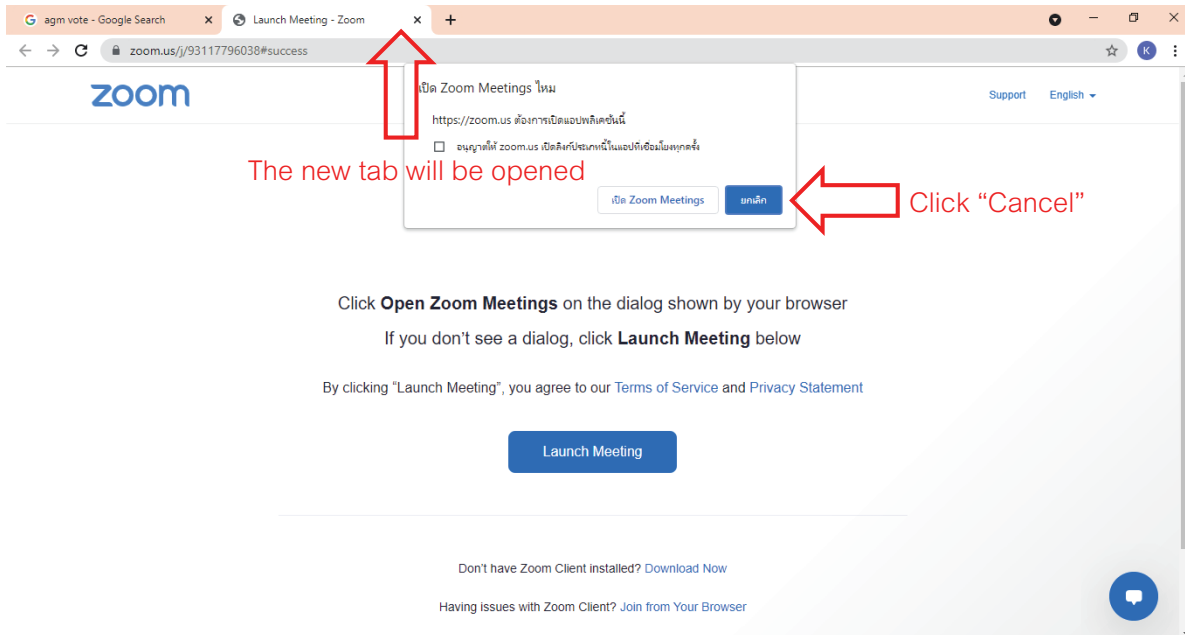 agm vote - Google Search
Launch Meeting - Zoom
zoom.us/j/93117796038#success
K
zoom
Support
English
เปิด Zoom Meetings ไหม
https://zoom.us ต้องการเปิดแอปพลิเคชันนี้
อนุญาตให้ zoom.us เปิดลิงก์ประเภทนี้ในแอปที่เชื่อมโยงทุกครั้ง
The new tab will be opened
เปิด Zoom Meetings
ยกเลิก
Click “Cancel”
Click Open Zoom Meetings on the dialog shown by your browser
If you don’t see a dialog, click Launch Meeting below
By clicking “Launch Meeting”, you agree to our Terms of Service and Privacy Statement
Launch Meeting
Don’t have Zoom Client installed? Download Now
Having issues with Zoom Client? Join from Your Browser